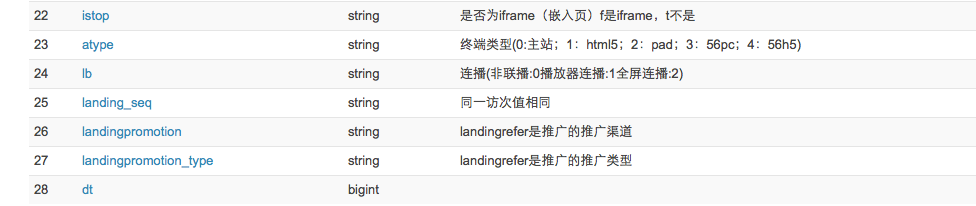 22 istop string 是否为iframe（嵌入页）f是iframe，t不是
23 atype string 终端类型(0:主站；1：html5；2：pad；3：56pc；4：56h5)
24 lb string 连播(非联播:0播放器连播:1全屏连播:2)
25 landing_seq string 同一访次值相同
26 landingpromotion string landingrefer是推广的推广渠道
27 landingpromotion_type string landingrefer是推广的推广类型
28 dt bigint